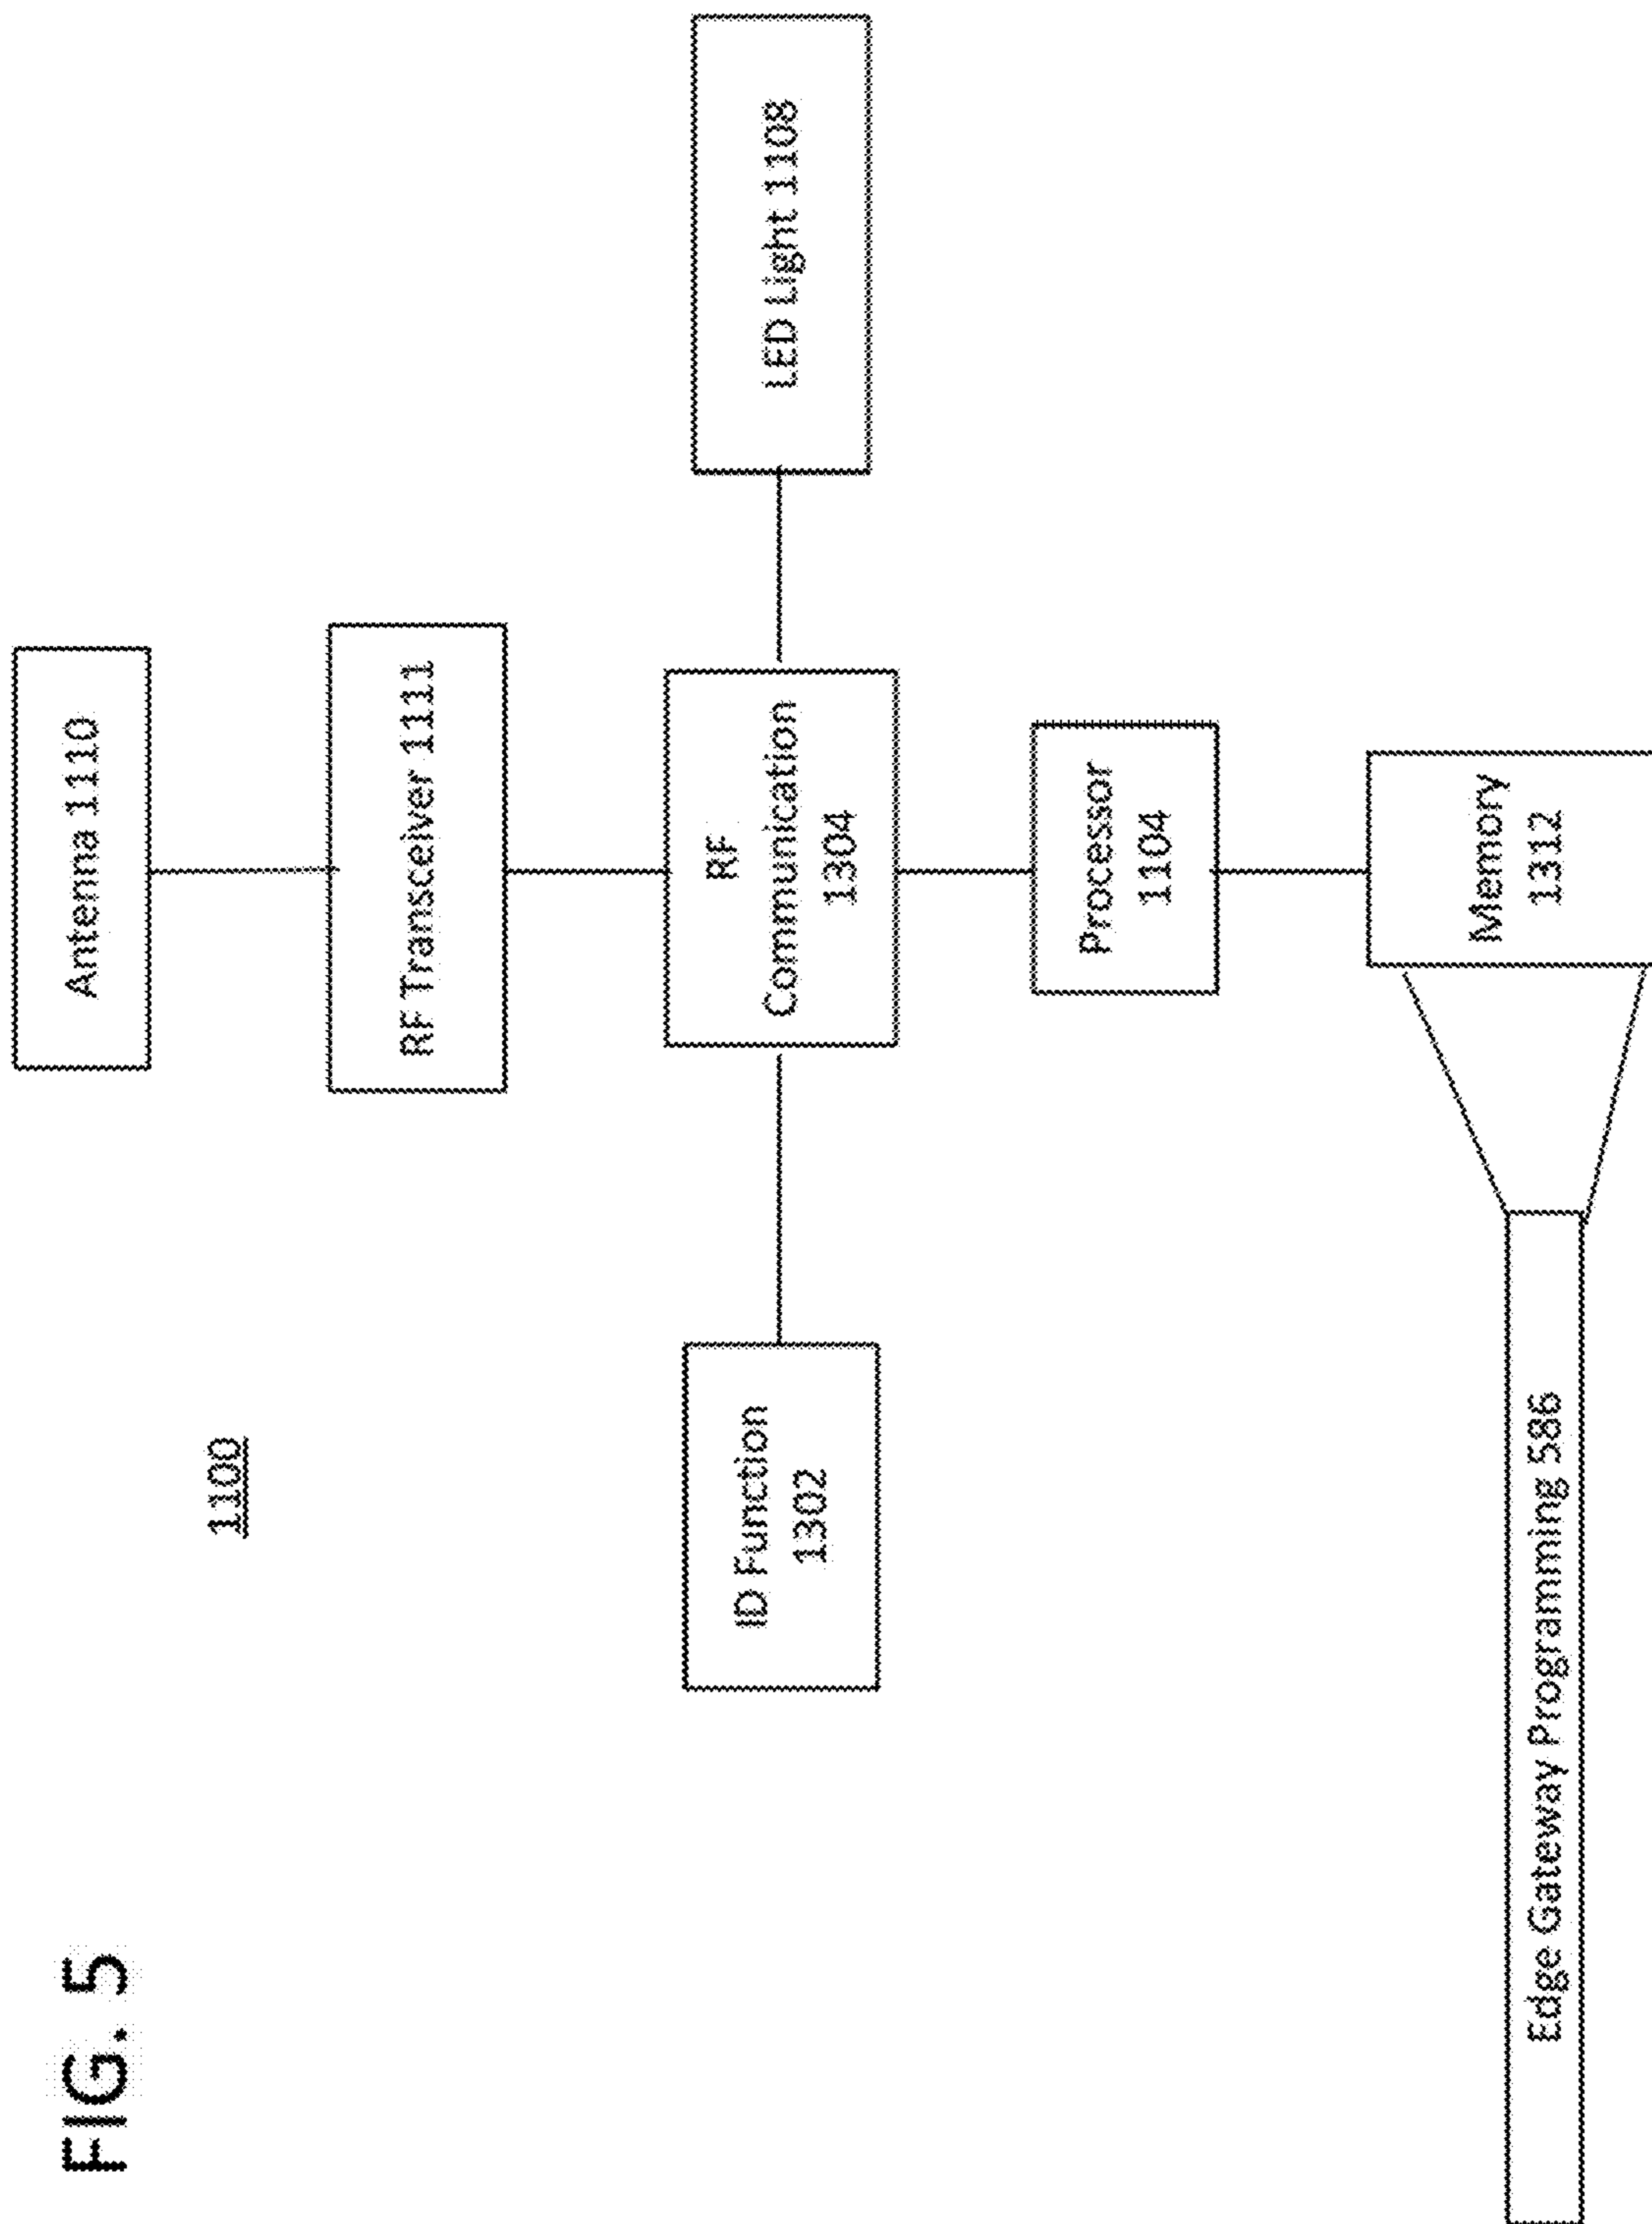 FIG. 5
1100
Antenna 1110
RF Transceiver 1111
ID Function
1302
RF
Communication
1304
LED Light 1108
Processor
1104
Memory
1312
Edge Gateway Programming 586